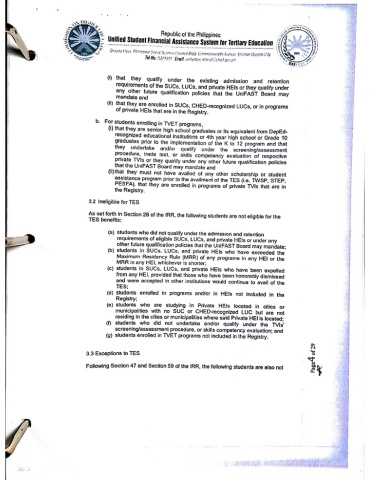 Republic of the Philippines
Unified Student Financial Assistance System for Tertiary Education
(i) that they qualify under the existing admission and retention
requirements of the SUCs, LUCs, and private HEIs or they qualify under
any other future qualification policies that the UniFAST Board may
mandate and
(ii) that they are enrolled in SUCs, CHED-recognized LUCs, or in programs
of private HEIs that are in the Registry.
b. For students enrolling in TVET programs,
(i) that they are senior high school graduates or its equivalent from DepEd-
recognized educational institutions or 4th year high school or Grade 10
graduates prior to the implementation of the K to 12 program and that
they undertake and/or qualify under the screening/assessment
procedure, trade test, or skills competency evaluation of respective
private TVIs or they qualify under any other future qualification policies
that the UniFAST Board may mandate and
(ii) that they must not have availed of any other scholarship or student
assistance program prior to the availment of the TES (i.e. TWSP, STEP,
PESFA). that they are enrolled in programs of private TVIs that are in
the Registry.
3.2 Ineligible for TES
As set forth in Section 28 of the IRR, the following students are not eligible for the
TES benefits:
(a) students who did not qualify under the admission and retention
requirements of eligible SUCs, LUCs, and private HEIs or under any
other future qualification policies that the UniFAST Board may mandate;
(b) students in SUCs, LUCs, and private HEIs who have exceeded the
Maximum Residency Rule (MRR) of any programs in any HEI or the
MRR in any HEI, whichever is shorter;
(c) students in SUCs, LUCs, and private HEIs who have been expelled
from any HEI, provided that those who have been honorably dismissed
and were accepted in other institutions would continue to avail of the
TES;
(d) students enrolled in programs and/or in HEIs not included in the
Registry;
(e) students who are studying in Private HEIs located in cities or
municipalities with no SUC or CHED-recognized LUC but are not
residing in the cities or municipalities where said Private HEI is located;
(f) students who did not undertake and/or qualify under the TVIs'
screening/assessment procedure, or skills competency evaluation; and
(g) students enrolled in TVET programs not included in the Registry.
3.3 Exceptions to TES
Following Section 47 and Section 59 of the IRR, the following students are also not
Page 4 of 29